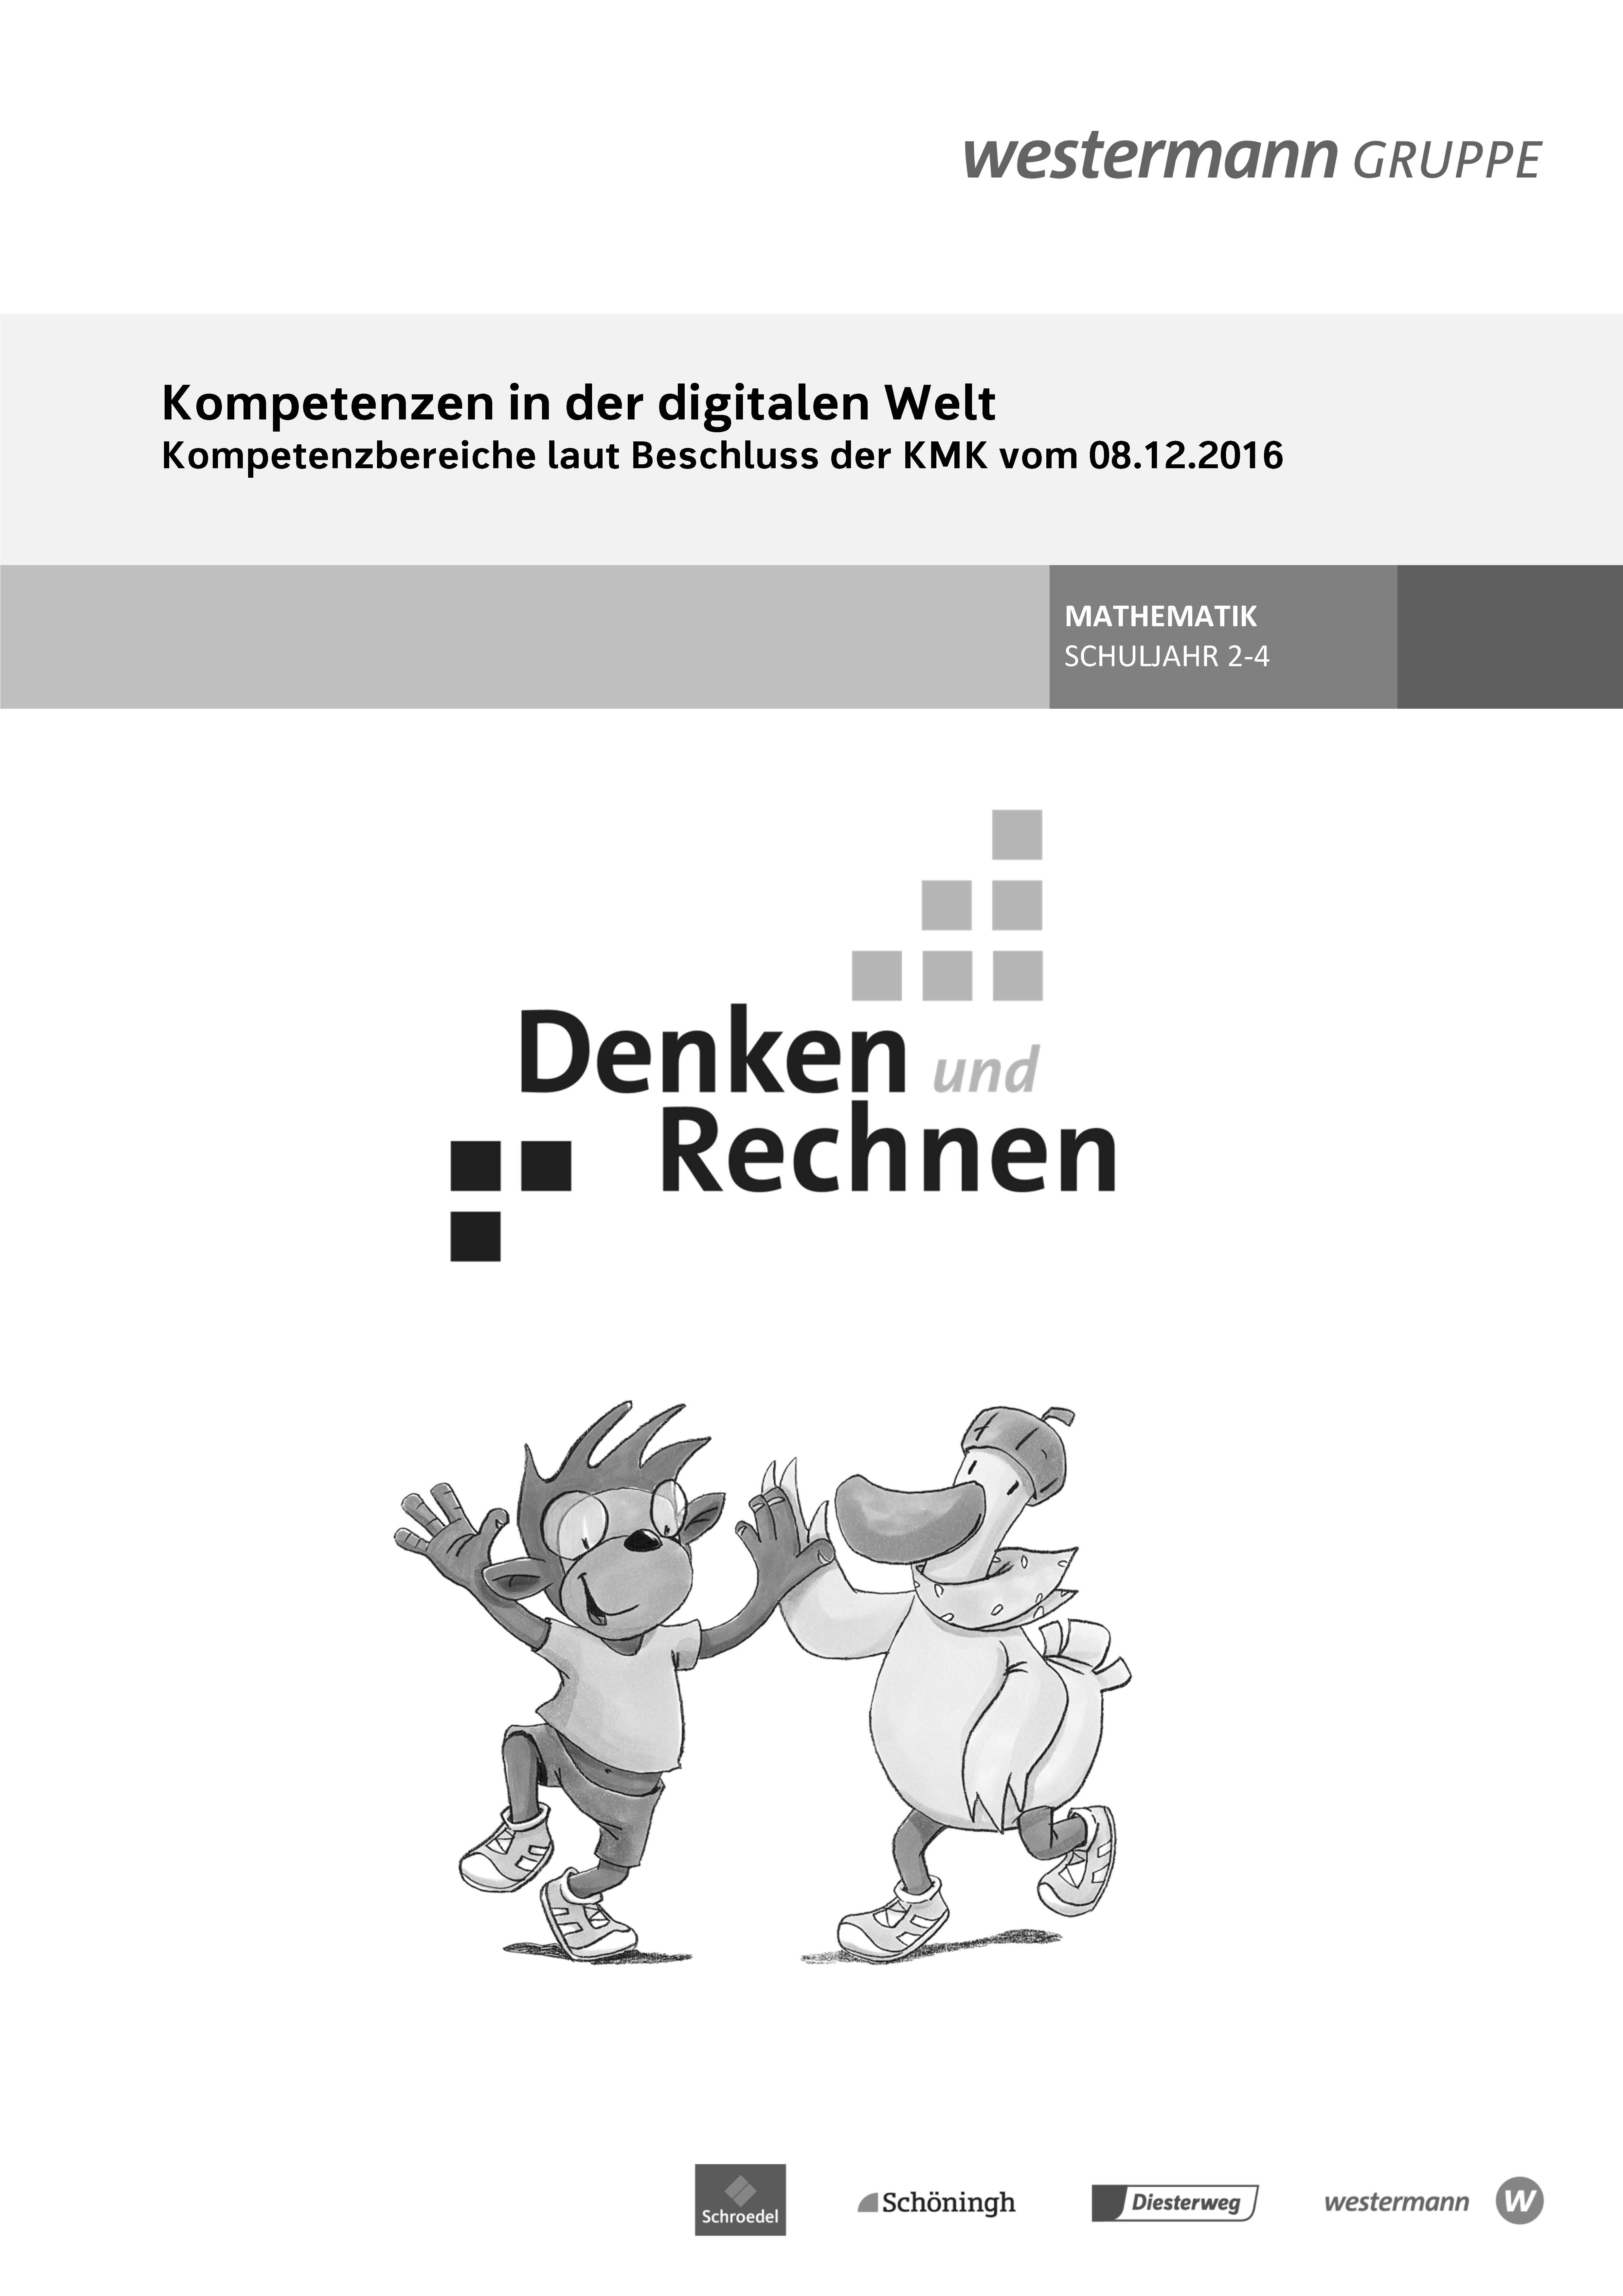 westermann GRUPPE
Kompetenzen in der digitalen Welt
Kompetenzbereiche laut Beschluss der KMK vom 08.12.2016
MATHEMATIK
SCHULJAHR 2-4
Denken und
Rechnen
Schroedel
Schöningh
Diesterweg
westermann W